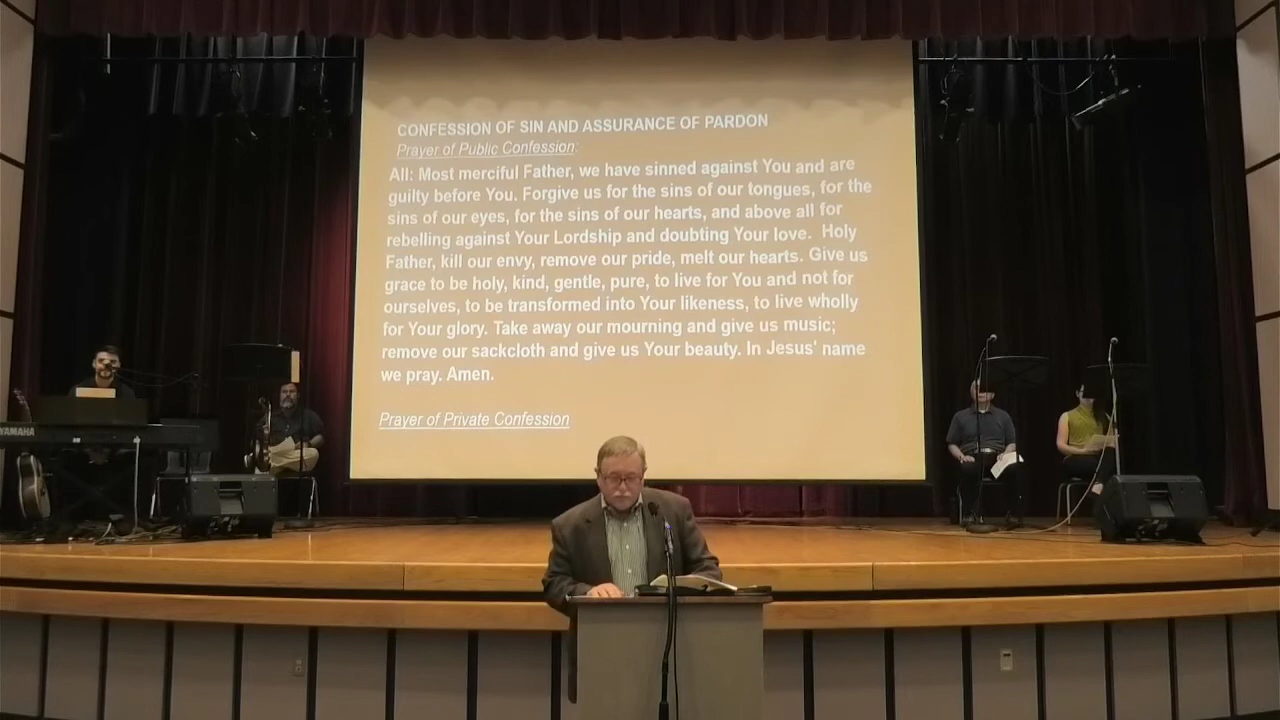 CONFESSION OF SIN AND ASSURANCE OF PARDON
Prayer of Public Confession:
All: Most merciful Father, we have sinned against You and are
guilty before You. Forgive us for the sins of our tongues, for the
sins of our eyes, for the sins of our hearts, and above all for
rebelling against Your Lordship and doubting Your love. Holy
Father, kill our envy, remove our pride, melt our hearts. Give us
grace to be holy, kind, gentle, pure, to live for You and not for
ourselves, to be transformed into Your likeness, to live wholly
for Your glory. Take away our mourning and give us music;
remove our sackcloth and give us Your beauty. In Jesus' name
we pray. Amen.
Prayer of Private Confession
YAMAHA